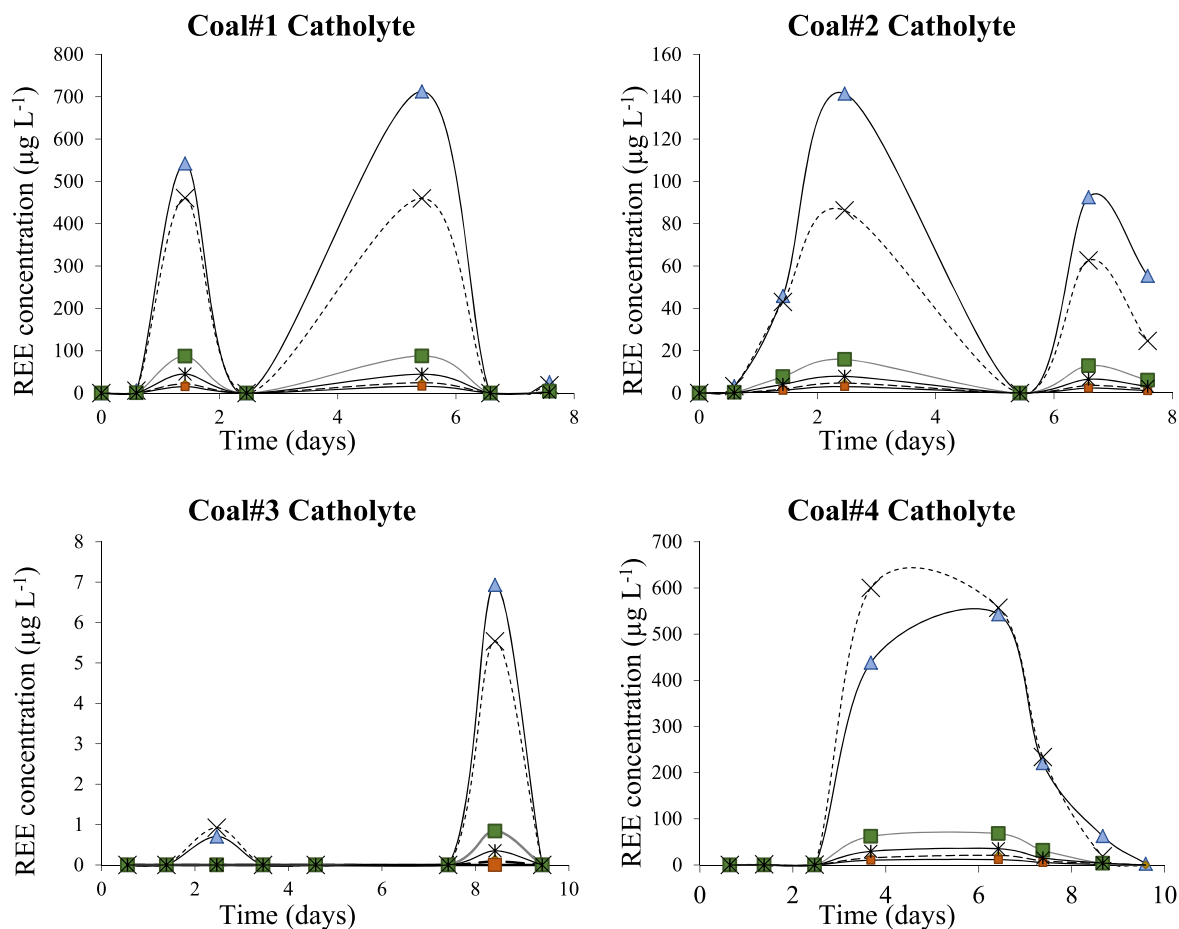 Coal#1 Catholyte
REE concentration (µg L-1)
800
700
600
500
400
300
200
100
0
0 2 4 6 8
Time (days)
Coal#2 Catholyte
REE concentration (µg L-1)
160
140
120
100
80
60
40
20
0
0 2 4 6 8
Time (days)
Coal#3 Catholyte
REE concentration (µg L-1)
8
7
6
5
4
3
2
1
0
0 2 4 6 8 10
Time (days)
Coal#4 Catholyte
REE concentration (µg L-1)
700
600
500
400
300
200
100
0
0 2 4 6 8 10
Time (days)